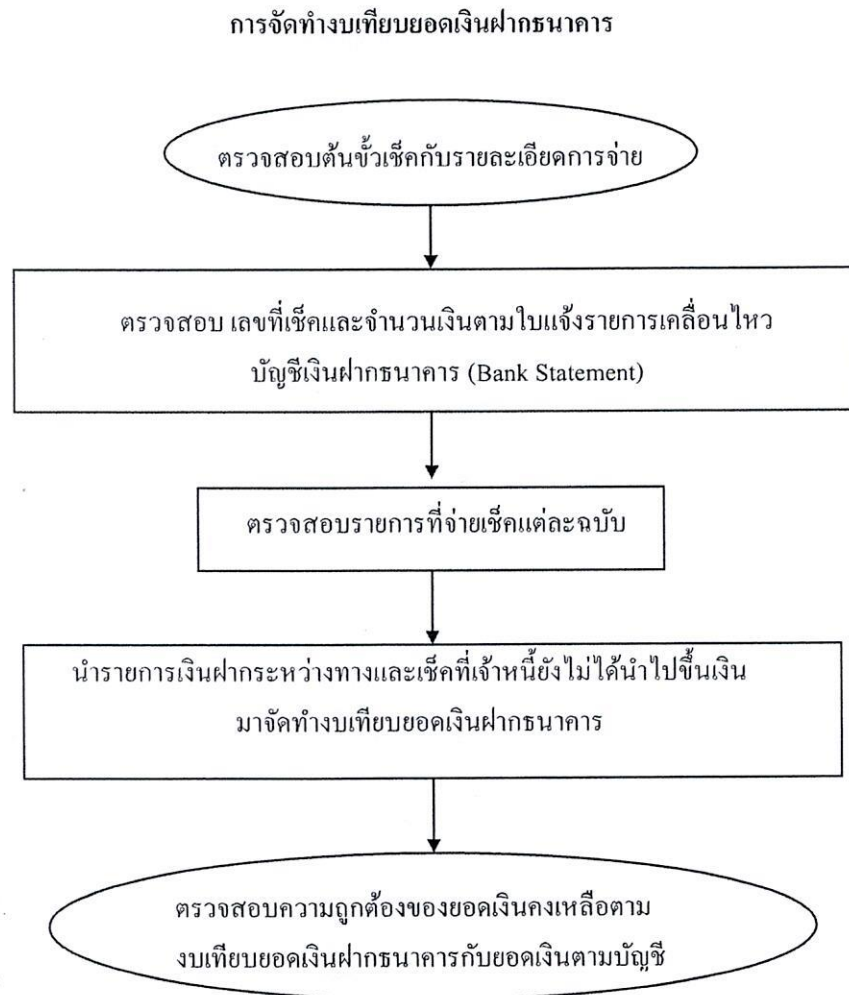 การจัดทำงบเทียบยอดเงินฝากธนาคาร
ตรวจสอบต้นขั้วเช็คกับรายละเอียดการจ่าย
ตรวจสอบ เลขที่เช็คและจำนวนเงินตามใบแจ้งรายการเคลื่อนไหว
บัญชีเงินฝากธนาคาร (Bank Statement)
ตรวจสอบรายการที่จ่ายเช็คแต่ละฉบับ
นำรายการเงินฝากระหว่างทางและเช็คที่เจ้าหนี้ยังไม่ได้นำไปขึ้นเงิน
มาจัดทำงบเทียบยอดเงินฝากธนาคาร
ตรวจสอบความถูกต้องของยอดเงินคงเหลือตาม
งบเทียบยอดเงินฝากธนาคารกับยอดเงินตามบัญชี